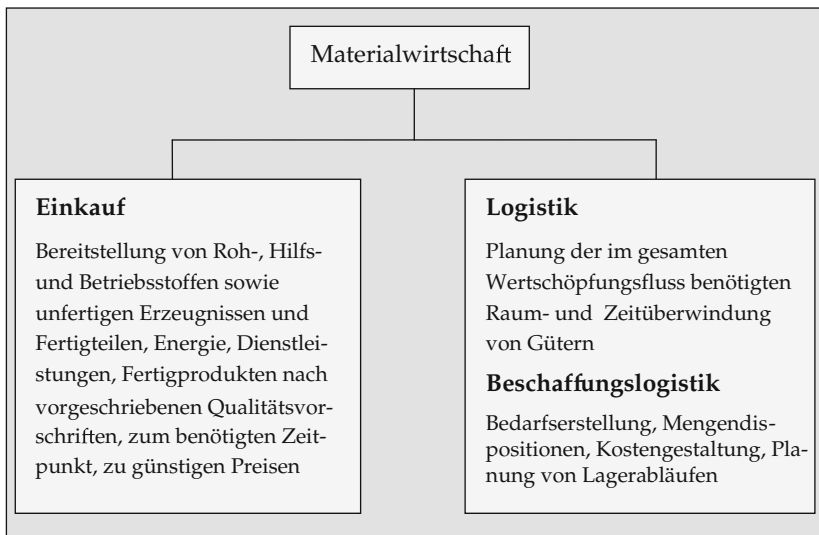 Materialwirtschaft
Einkauf
Bereitstellung von Roh-, Hilfs-
und Betriebsstoffen sowie
unfertigen Erzeugnissen und
Fertigteilen, Energie, Dienstlei-
stungen, Fertigprodukten nach
vorgeschriebenen Qualitätsvor-
schriften, zum benötigten Zeit-
punkt, zu günstigen Preisen
Logistik
Planung der im gesamten
Wertschöpfungsfluss benötigten
Raum- und Zeitüberwindung
von Gütern
Beschaffungslogistik
Bedarfserstellung, Mengendis-
positionen, Kostengestaltung, Pla-
nung von Lagerabläufen